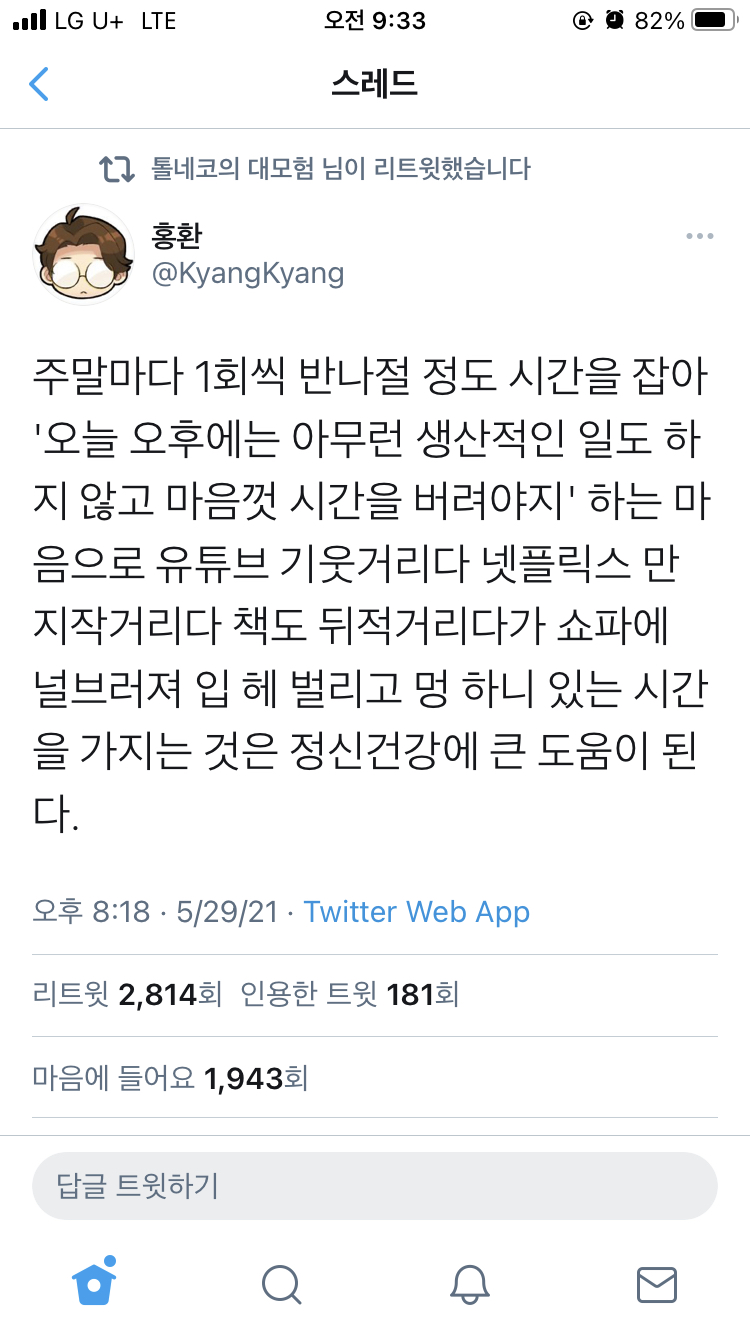 LG U+ LTE 오전 9:33 82%
스레드
톨네코의 대모험 님이 리트윗했습니다
홍환
@KyangKyang
주말마다 1회씩 반나절 정도 시간을 잡아
'오늘 오후에는 아무런 생산적인 일도 하
지 않고 마음껏 시간을 버려야지' 하는 마
음으로 유튜브 기웃거리다 넷플릭스 만
지작거리다 책도 뒤적거리다가 쇼파에
널브러져 입 헤 벌리고 멍 하니 있는 시간
을 가지는 것은 정신건강에 큰 도움이 된
다.
오후 8:18 · 5/29/21 · Twitter Web App
리트윗 2,814회 인용한 트윗 181회
마음에 들어요 1,943회
답글 트윗하기